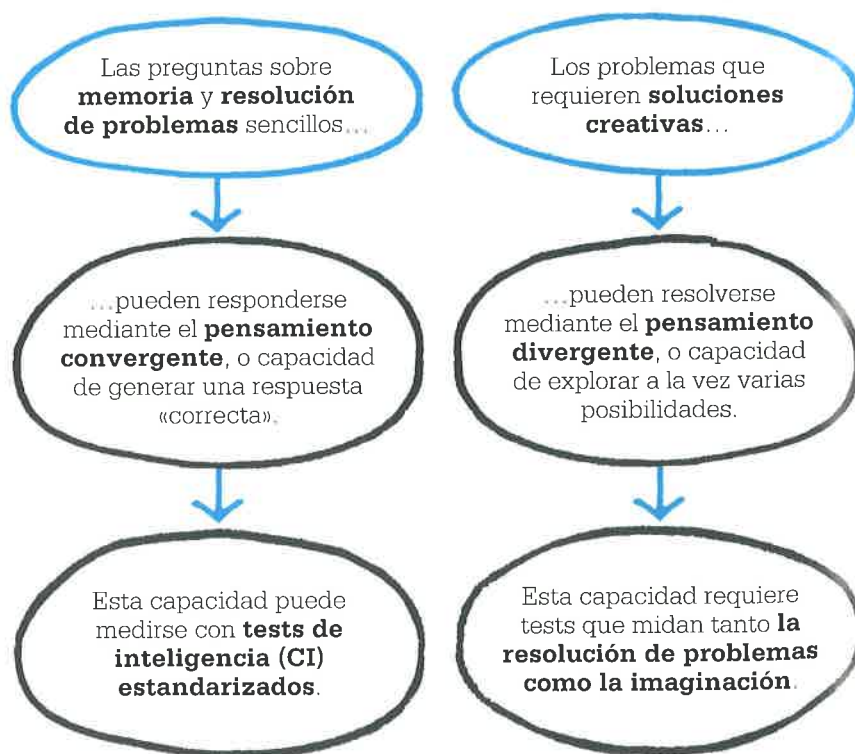 Las preguntas sobre
memoria y resolución
de problemas sencillos...
...pueden responderse
mediante el pensamiento
convergente, o capacidad
de generar una respuesta
«correcta».
Esta capacidad puede
medirse con tests de
inteligencia (CI)
estandarizados.
Los problemas que
requieren soluciones
creativas...
...pueden resolverse
mediante el pensamiento
divergente, o capacidad
de explorar a la vez varias
posibilidades.
Esta capacidad requiere
tests que midan tanto la
resolución de problemas
como la imaginación.